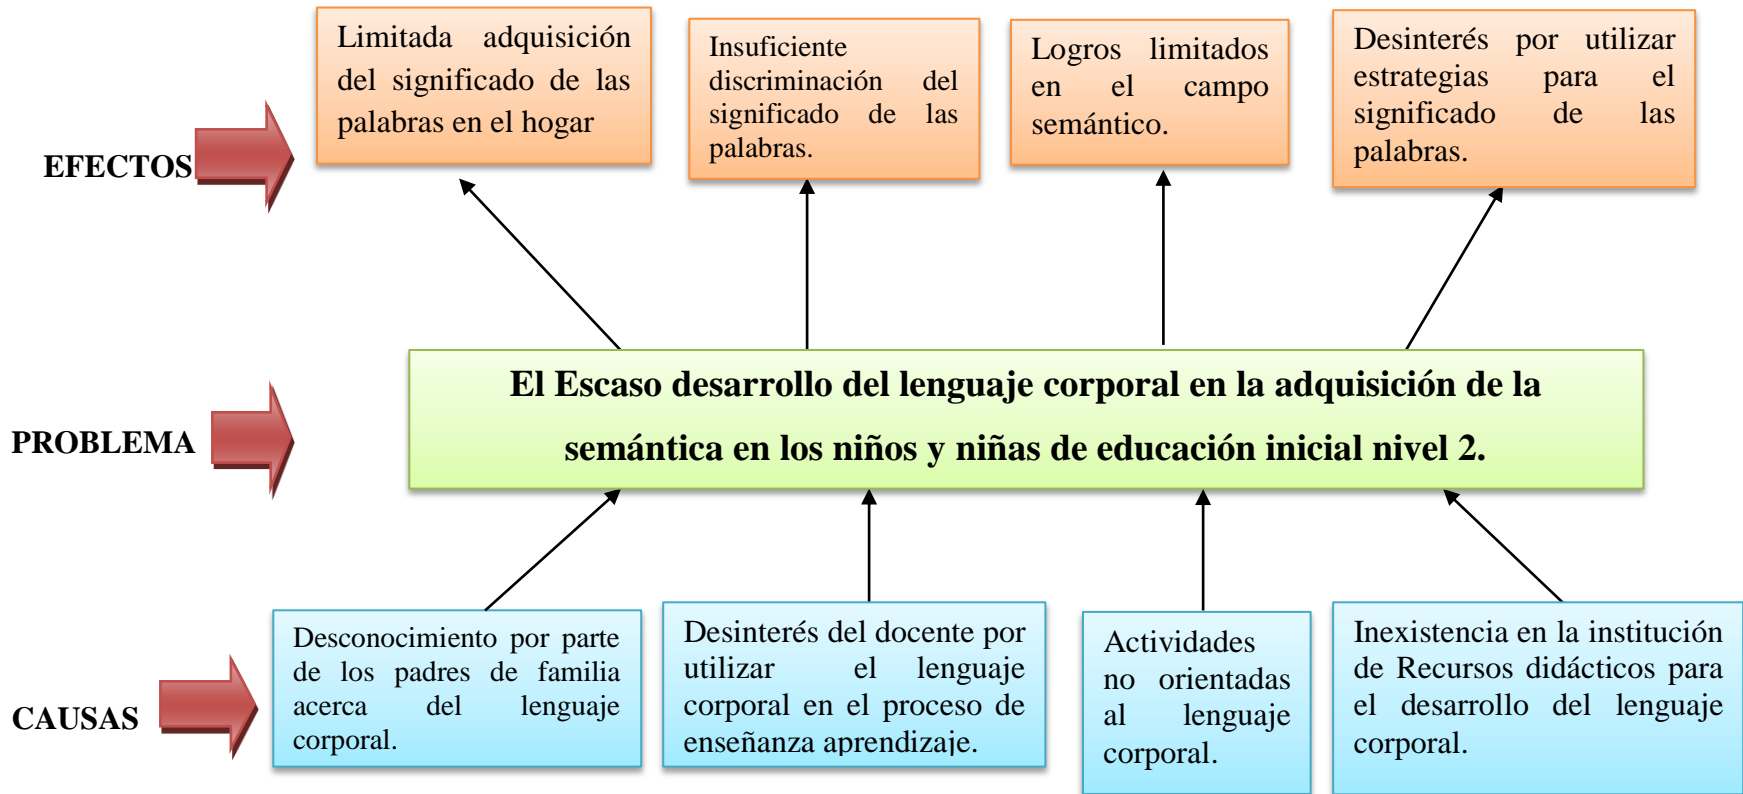 Limitada adquisición
del significado de las
palabras en el hogar
Insuficiente
discriminación del
significado de las
palabras.
Logros limitados
en el campo
semántico.
Desinterés por utilizar
estrategias para el
significado de las
palabras.
EFECTOS
El Escaso desarrollo del lenguaje corporal en la adquisición de la
semántica en los niños y niñas de educación inicial nivel 2.
PROBLEMA
Desconocimiento por parte
de los padres de familia
acerca del lenguaje
corporal.
Desinterés del docente por
utilizar el lenguaje
corporal en el proceso de
enseñanza aprendizaje.
Actividades
no orientadas
al lenguaje
corporal.
Inexistencia en la institución
de Recursos didácticos para
el desarrollo del lenguaje
corporal.
CAUSAS